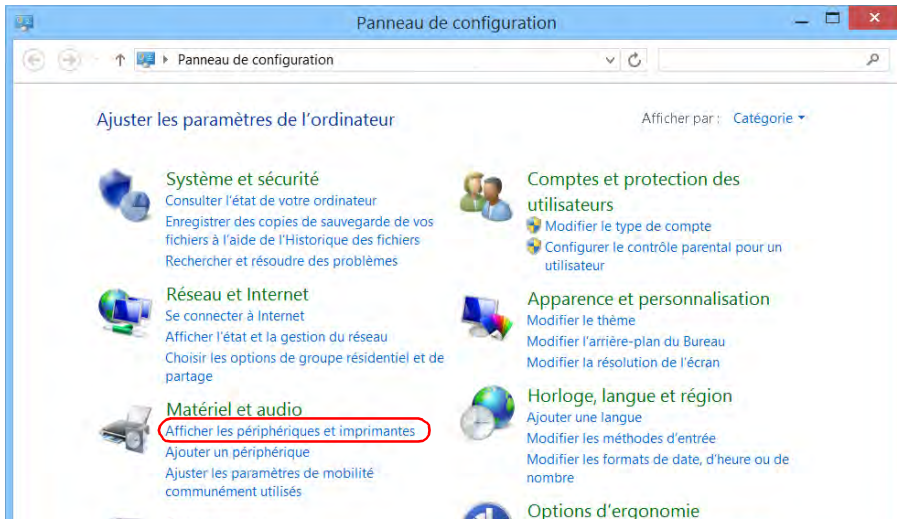 Panneau de configuration
Panneau de configuration
Ajuster les paramètres de l'ordinateur
Afficher par : Catégorie
Système et sécurité
Consulter l'état de votre ordinateur
Enregistrer des copies de sauvegarde de vos
fichiers à l'aide de l'Historique des fichiers
Rechercher et résoudre des problèmes
Réseau et Internet
Se connecter à Internet
Afficher l'état et la gestion du réseau
Choisir les options de groupe résidentiel et de
partage
Matériel et audio
Afficher les périphériques et imprimantes
Ajouter un périphérique
Ajuster les paramètres de mobilité
communément utilisés
Comptes et protection des
utilisateurs
Modifier le type de compte
Configurer le contrôle parental pour un
utilisateur
Apparence et personnalisation
Modifier le thème
Modifier l'arrière-plan du Bureau
Modifier la résolution de l'écran
Horloge, langue et région
Ajouter une langue
Modifier les méthodes d'entrée
Modifier les formats de date, d'heure ou de
nombre
Options d'ergonomie